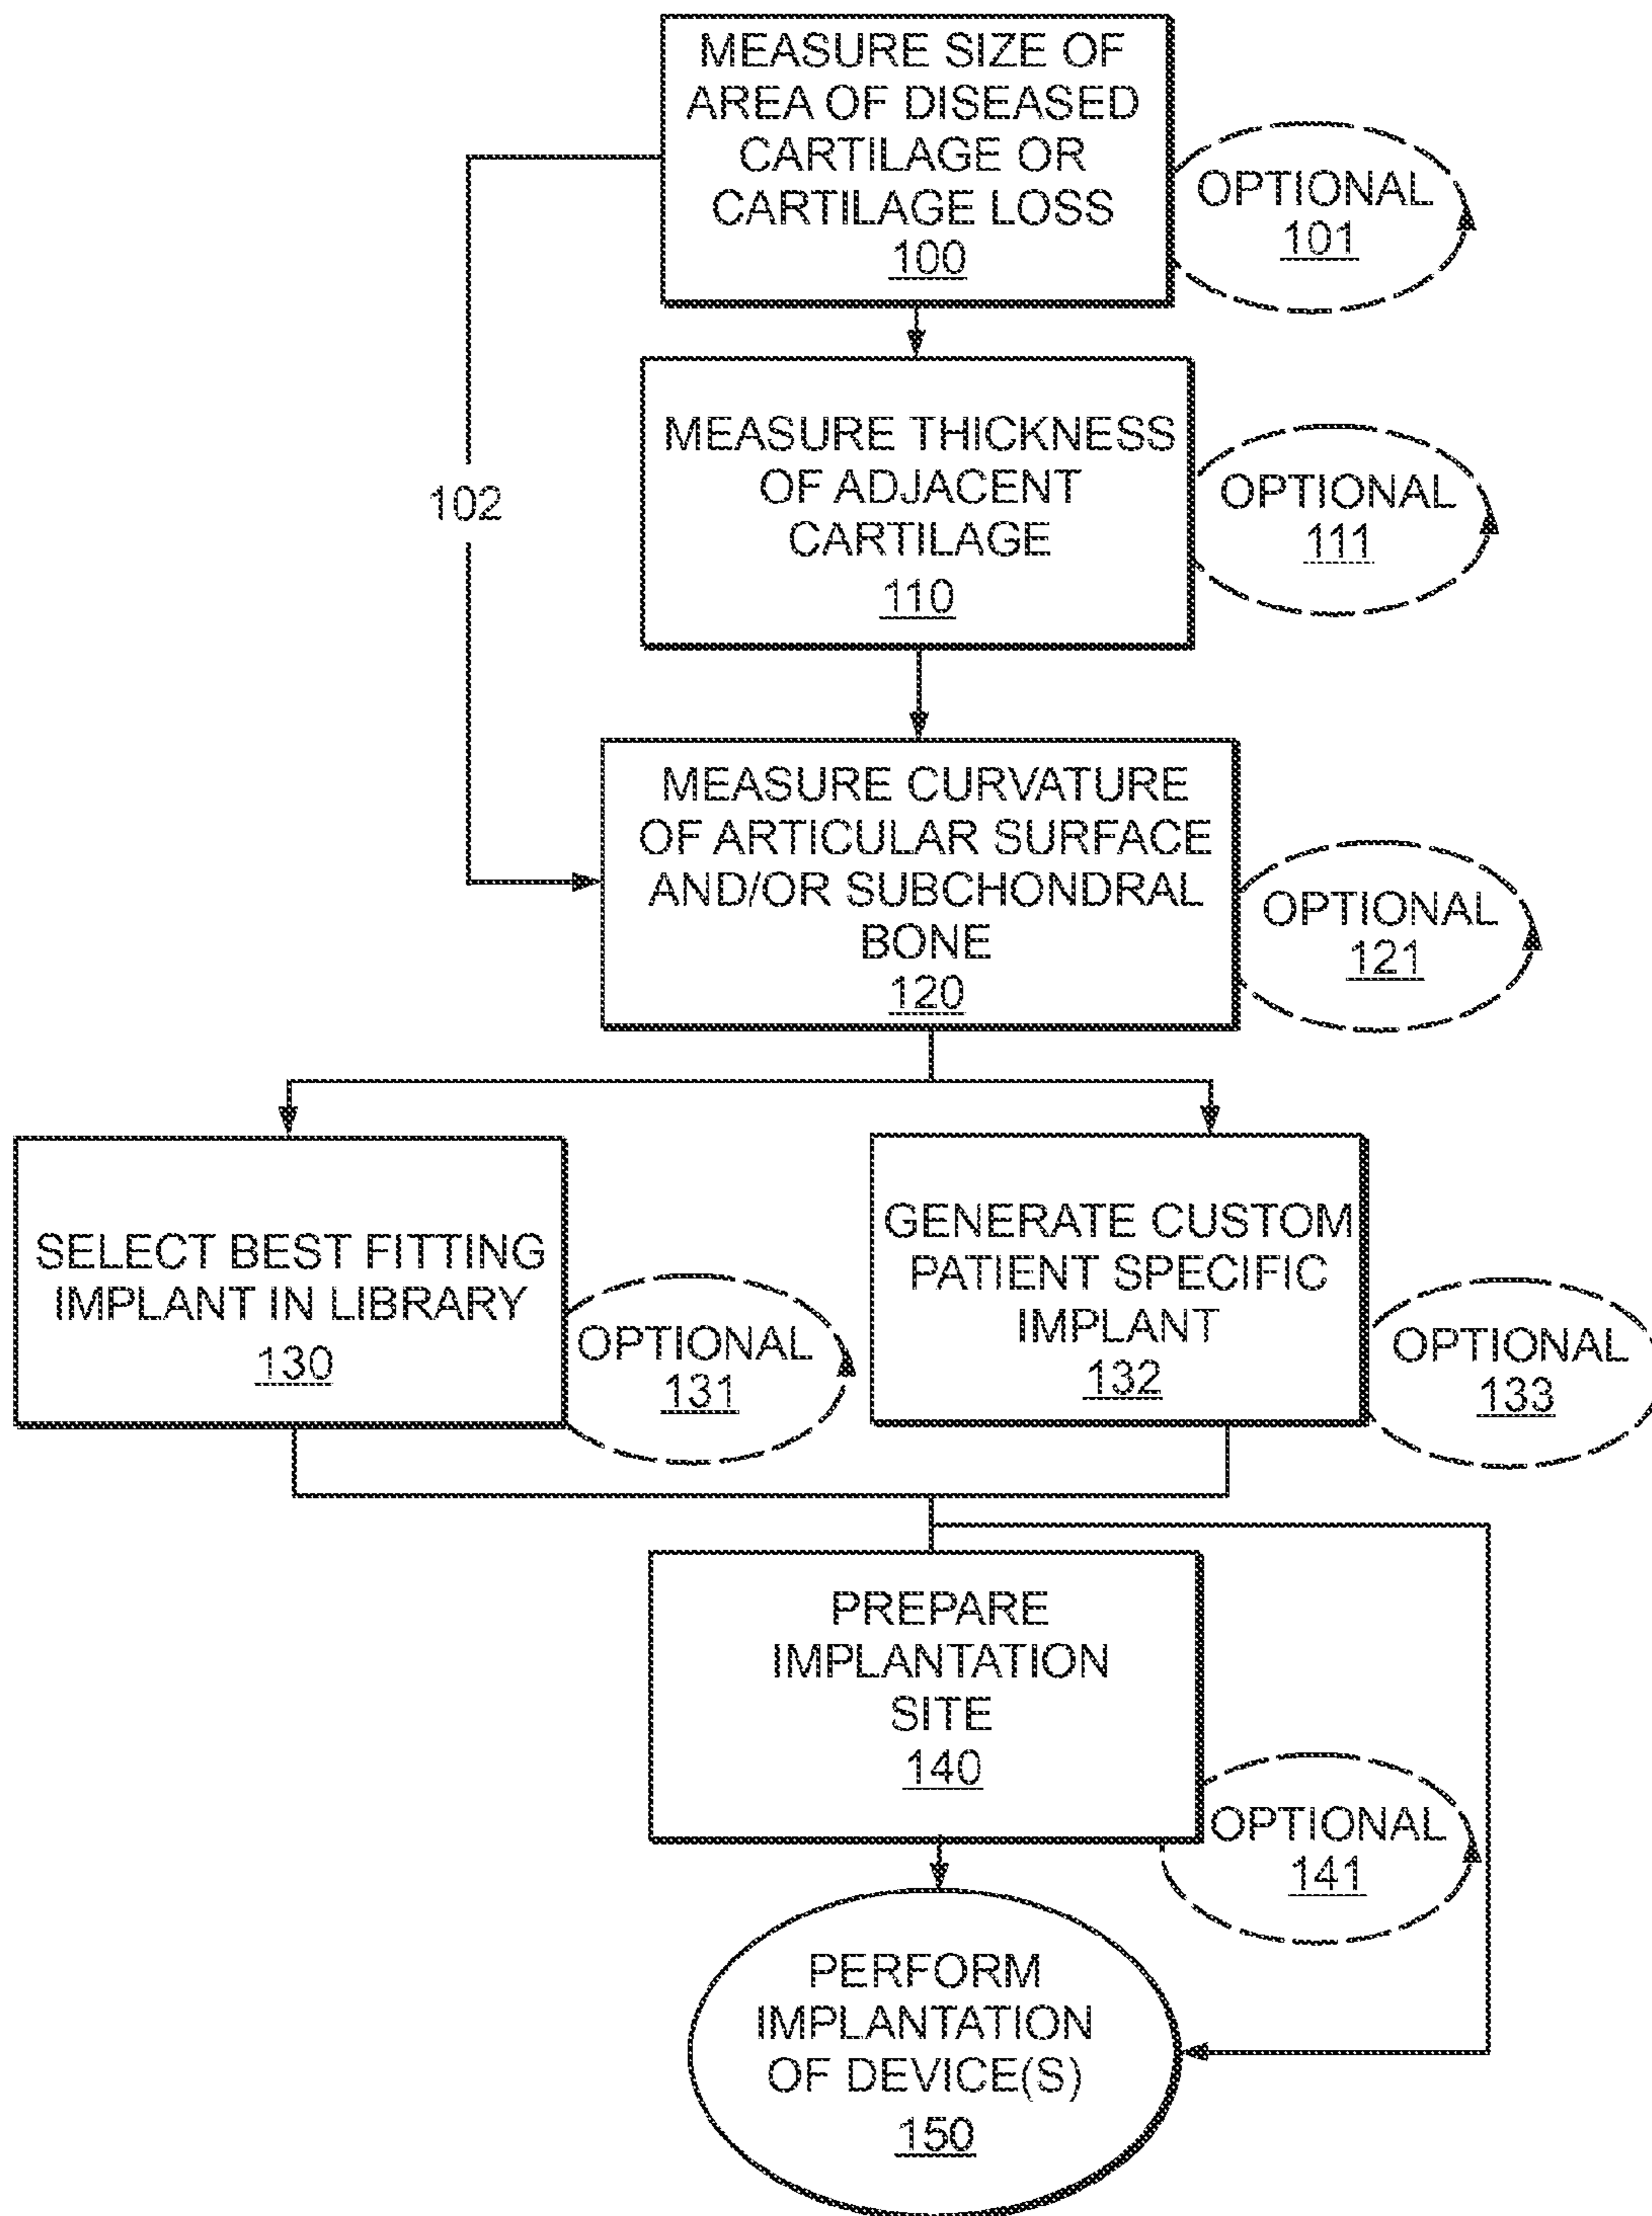 MEASURE SIZE OF
AREA OF DISEASED
CARTILAGE OR
CARTILAGE LOSS
100
OPTIONAL
101
102
MEASURE THICKNESS
OF ADJACENT
CARTILAGE
110
OPTIONAL
111
MEASURE CURVATURE
OF ARTICULAR SURFACE
AND/OR SUBCHONDRAL
BONE
120
OPTIONAL
121
SELECT BEST FITTING
IMPLANT IN LIBRARY
130
OPTIONAL
131
GENERATE CUSTOM
PATIENT SPECIFIC
IMPLANT
132
OPTIONAL
133
PREPARE
IMPLANTATION
SITE
140
OPTIONAL
141
PERFORM
IMPLANTATION
OF DEVICE(S)
150